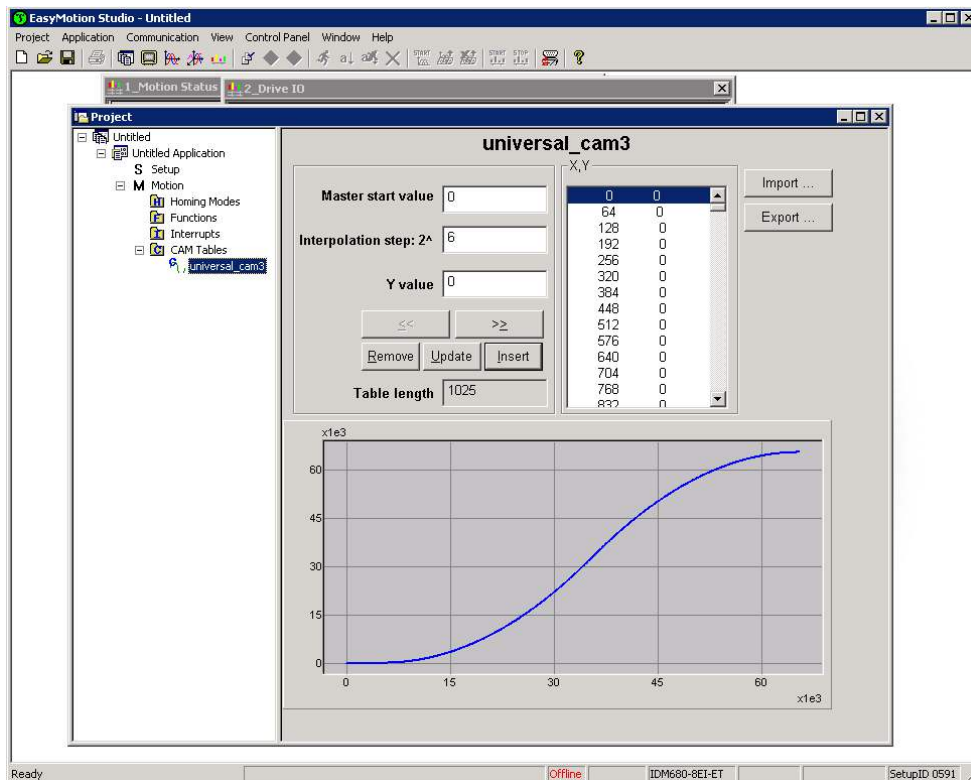 EasyMotion Studio - Untitled
Project Application Communication View Control Panel Window Help
1_Motion Status
2_Drive IO
Project
Untitled
Untitled Application
S Setup
M Motion
Homing Modes
Functions
Interrupts
CAM Tables
universal_cam3
universal_cam3
Master start value 0
Interpolation step: 2^ 6
Y value 0
<< >>
Remove Update Insert
Table length 1025
X,Y
0 0
64 0
128 0
192 0
256 0
320 0
384 0
448 0
512 0
576 0
640 0
704 0
768 0
832 0
Import ...
Export ...
x1e3
60
45
30
15
0
0 15 30 45 60
x1e3
Ready Offline IDM680-8EI-ET SetupID 0591